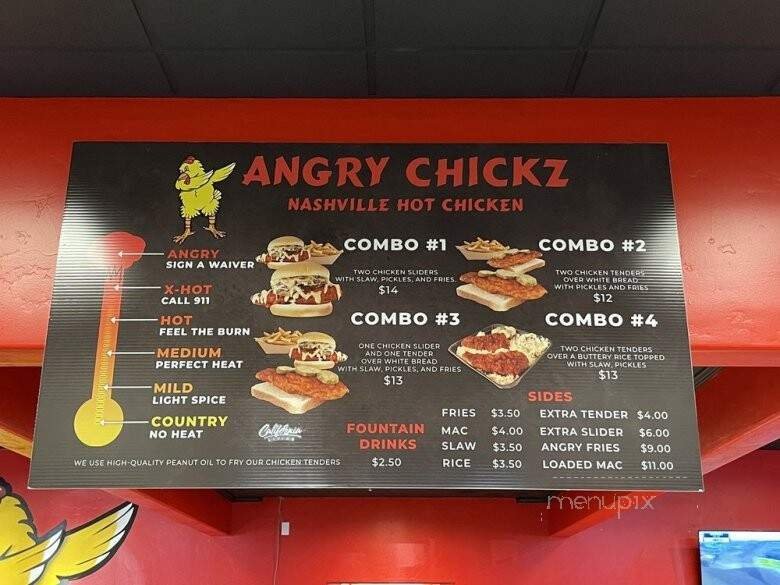 ANGRY CHICKZ
NASHVILLE HOT CHICKEN
ANGRY
SIGN A WAIVER
X-HOT
CALL 911
HOT
FEEL THE BURN
MEDIUM
PERFECT HEAT
MILD
LIGHT SPICE
COUNTRY
NO HEAT
WE USE HIGH-QUALITY PEANUT OIL TO FRY OUR CHICKEN TENDERS
COMBO #1
TWO CHICKEN SLIDERS
WITH SLAW, PICKLES, AND FRIES.
$14
COMBO #2
TWO CHICKEN TENDERS
OVER WHITE BREAD
WITH PICKLES AND FRIES
$12
COMBO #3
ONE CHICKEN SLIDER
AND ONE TENDER
OVER WHITE BREAD
WITH SLAW, PICKLES, AND FRIES
$13
COMBO #4
TWO CHICKEN TENDERS
OVER A BUTTERY RICE TOPPED
WITH SLAW, PICKLES
$13
California
FOUNTAIN
DRINKS
$2.50
SIDES
FRIES $3.50
MAC $4.00
SLAW $3.50
RICE $3.50
EXTRA TENDER $4.00
EXTRA SLIDER $6.00
ANGRY FRIES $9.00
LOADED MAC $11.00
menupix